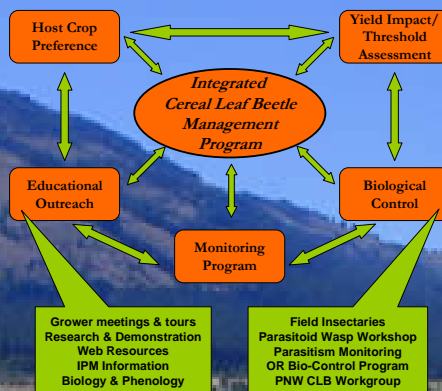 Host Crop
Preference
Yield Impact/
Threshold
Assessment
Integrated
Cereal Leaf Beetle
Management
Program
Educational
Outreach
Biological
Control
Monitoring
Program
Grower meetings & tours
Research & Demonstration
Web Resources
IPM Information
Biology & Phenology
Field Insectaries
Parasitoid Wasp Workshop
Parasitism Monitoring
OR Bio-Control Program
PNW CLB Workgroup